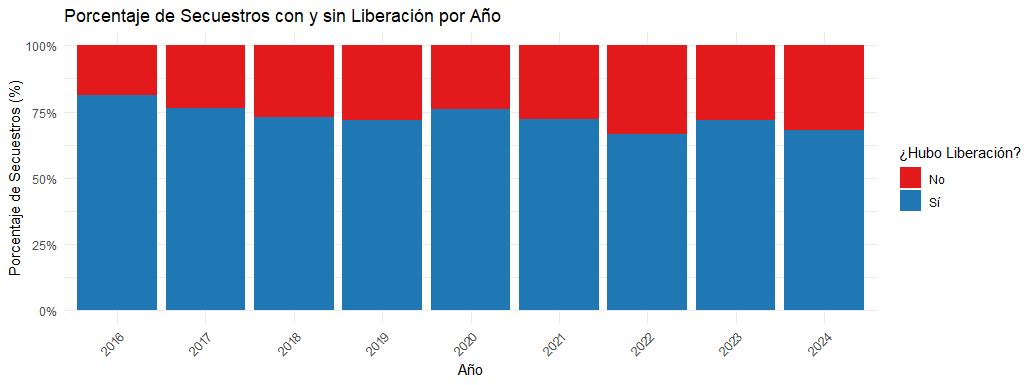 Porcentaje de Secuestros con y sin Liberación por Año
Porcentaje de Secuestros (%)
100%
75%
50%
25%
0%
2016
2017
2018
2019
2020
2021
2022
2023
2024
Año
¿Hubo Liberación?
No
Sí